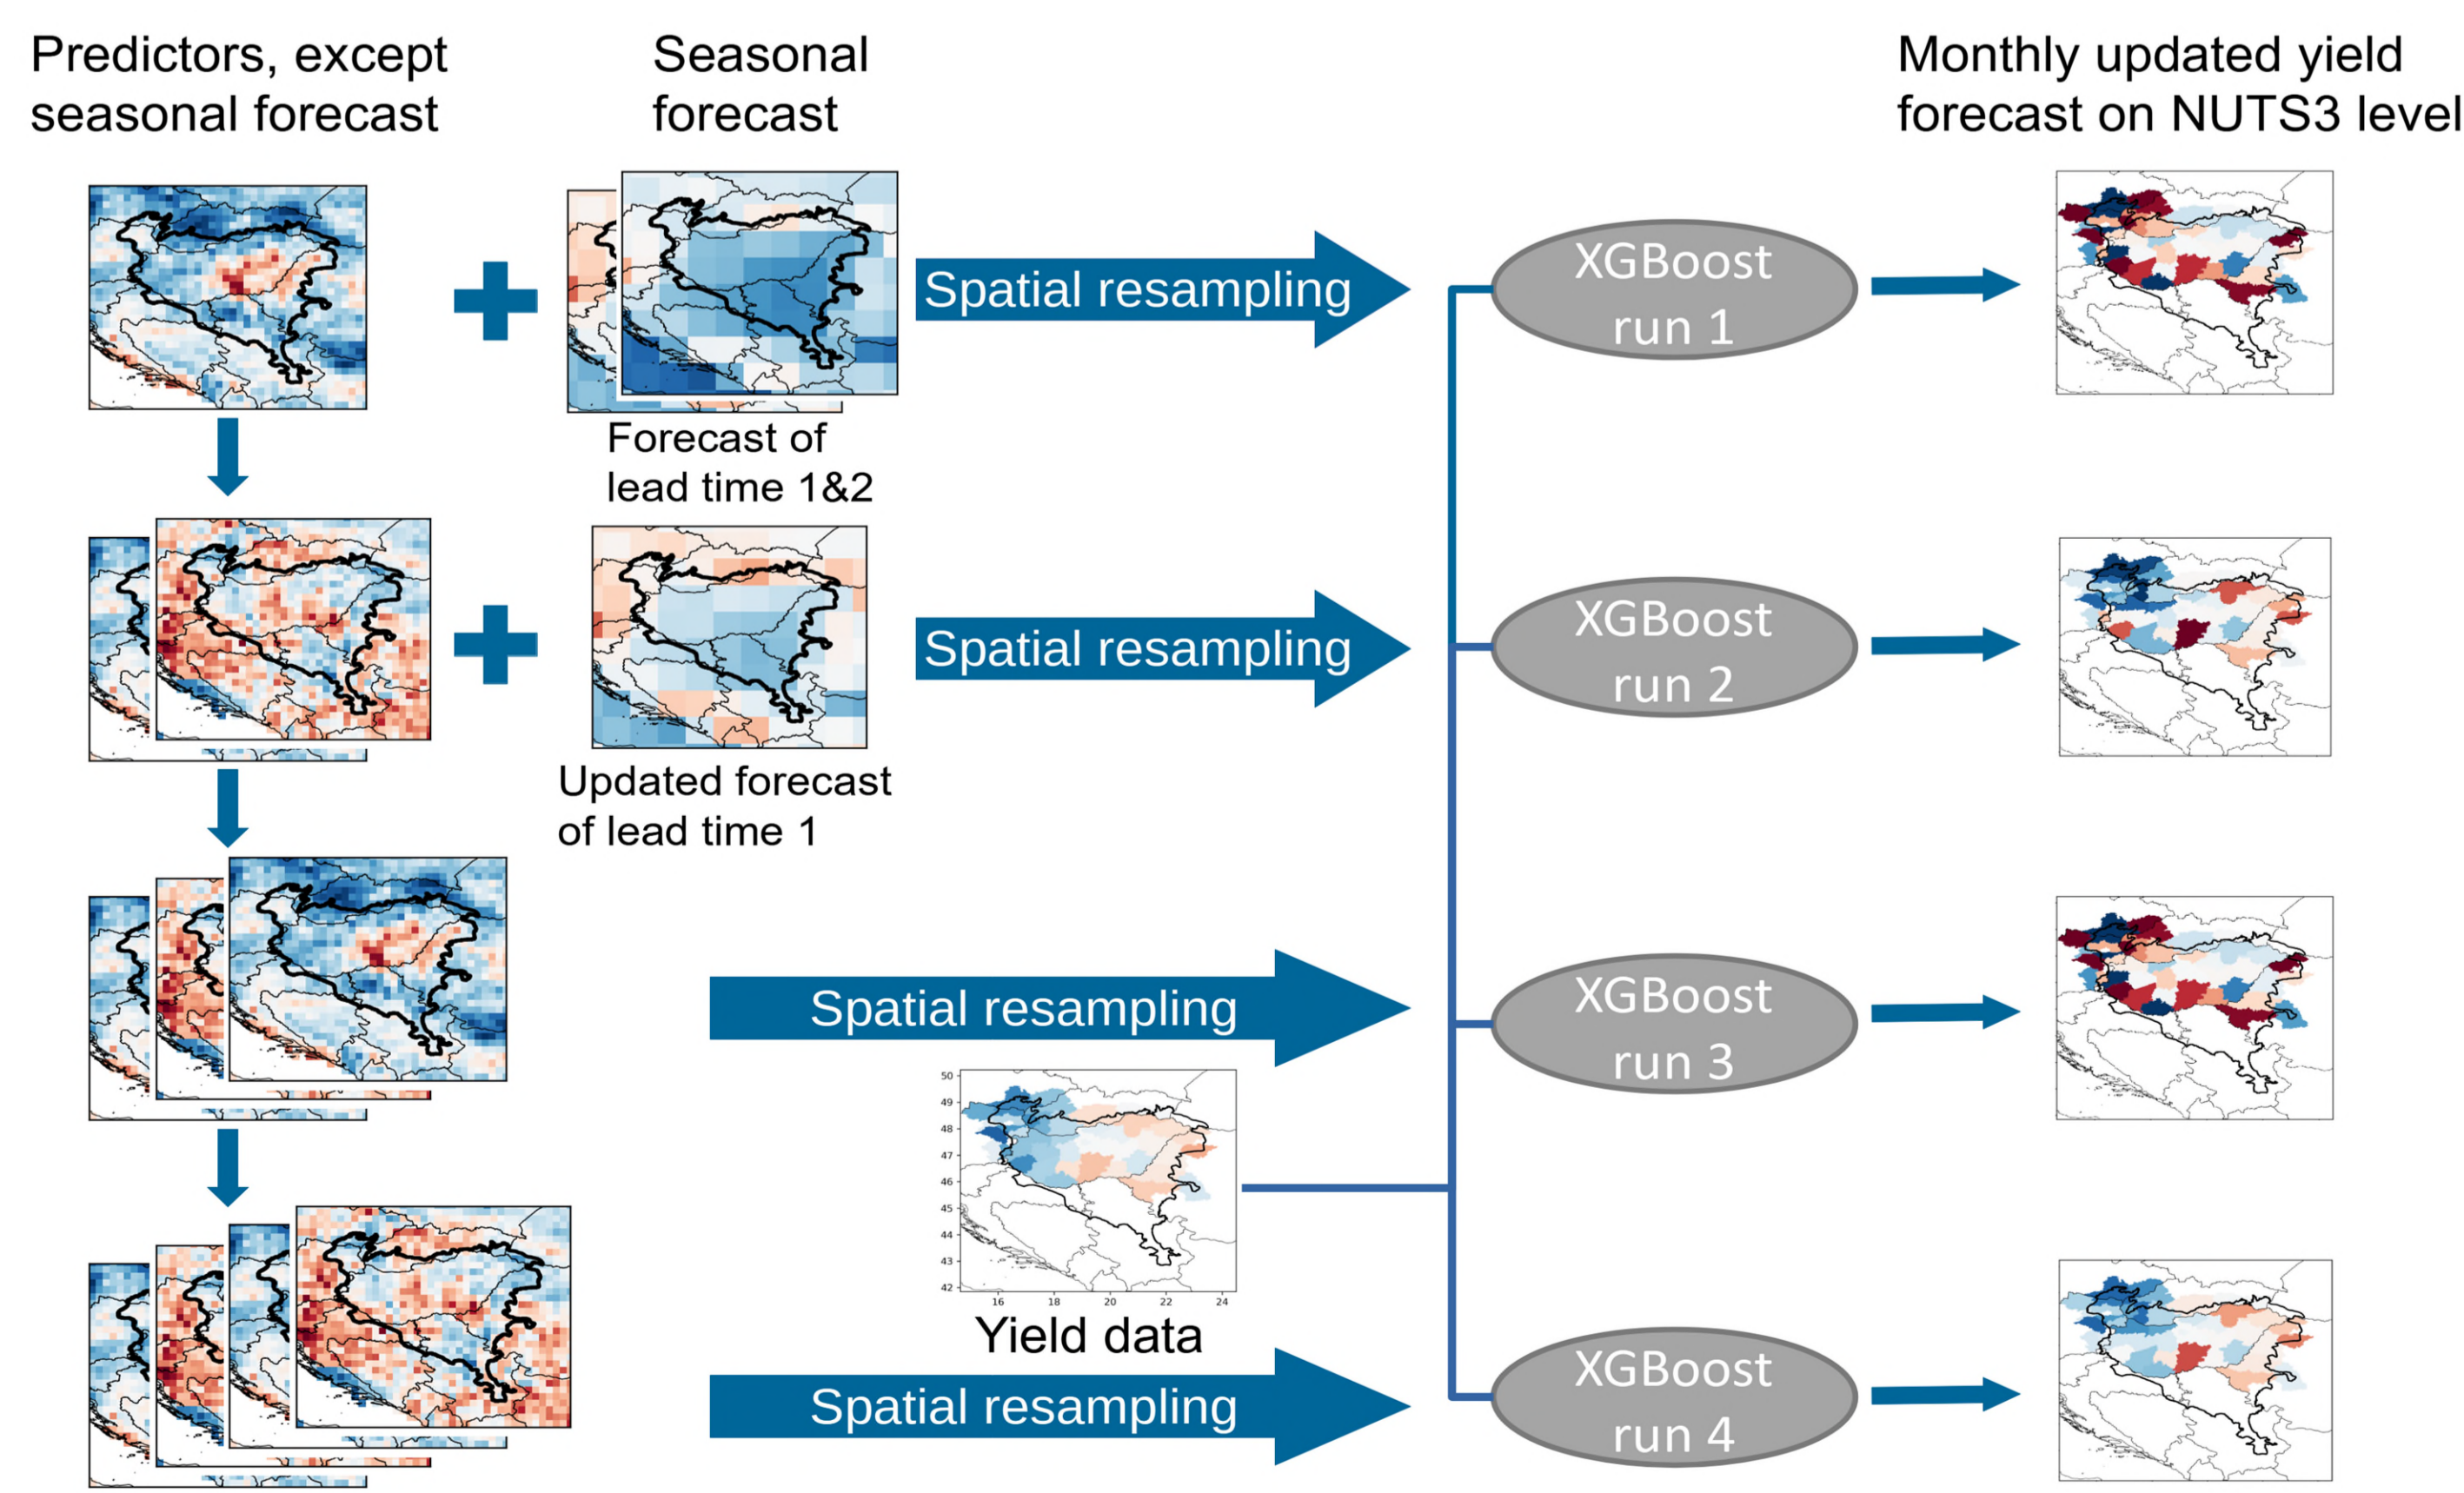 Predictors, except
seasonal forecast
Seasonal
forecast
Monthly updated yield
forecast on NUTS3 level
Spatial resampling
XGBoost
run 1
Forecast of
lead time 1&2
Spatial resampling
XGBoost
run 2
Updated forecast
of lead time 1
Spatial resampling
XGBoost
run 3
50
49
48
47
46
45
44
43
42
16 18 20 22 24
Yield data
Spatial resampling
XGBoost
run 4